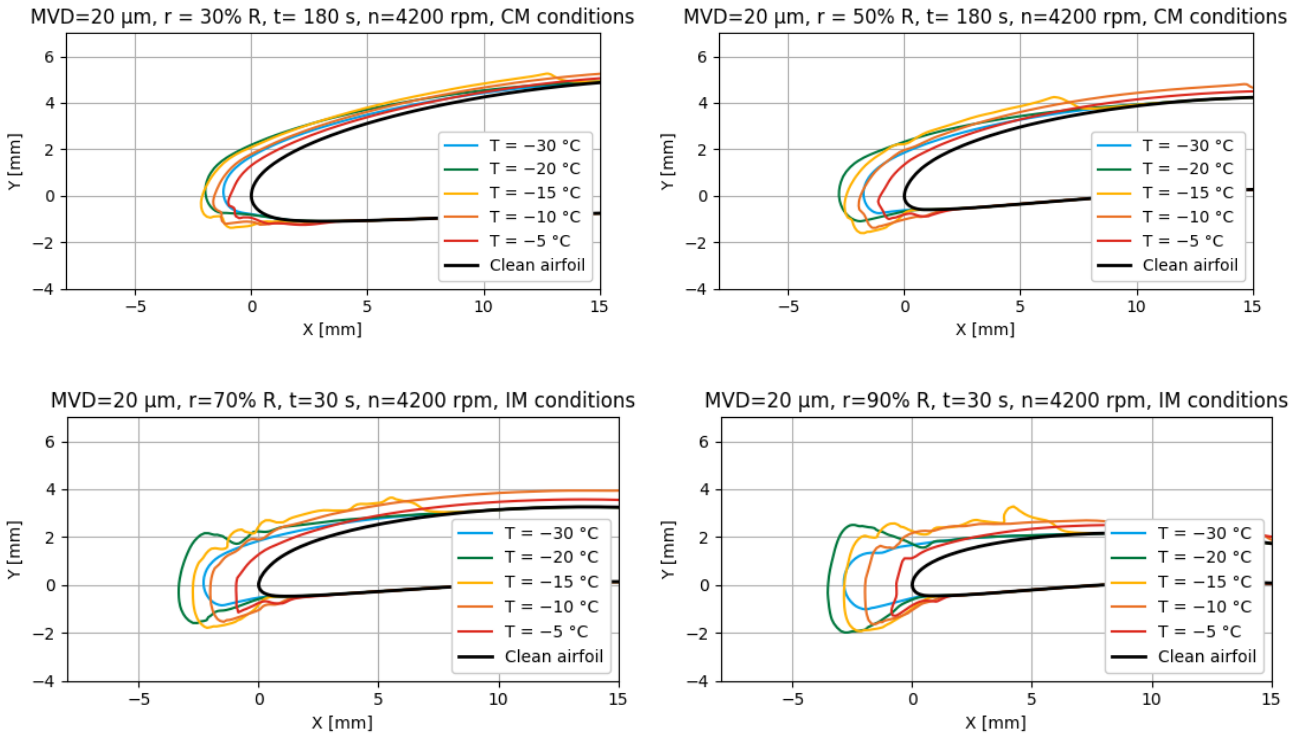 MVD=20 μm, r = 30% R, t= 180 s, n=4200 rpm, CM conditions
6
4
2
0
−2
−4
Y [mm]
T = −30 °C
T = −20 °C
T = −15 °C
T = −10 °C
T = −5 °C
Clean airfoil
−5
0
5
10
15
X [mm]
MVD=20 μm, r = 50% R, t= 180 s, n=4200 rpm, CM conditions
6
4
2
0
−2
−4
Y [mm]
T = −30 °C
T = −20 °C
T = −15 °C
T = −10 °C
T = −5 °C
Clean airfoil
−5
0
5
10
15
X [mm]
MVD=20 μm, r=70% R, t=30 s, n=4200 rpm, IM conditions
6
4
2
0
−2
−4
Y [mm]
T = −30 °C
T = −20 °C
T = −15 °C
T = −10 °C
T = −5 °C
Clean airfoil
−5
0
5
10
15
X [mm]
MVD=20 μm, r=90% R, t=30 s, n=4200 rpm, IM conditions
6
4
2
0
−2
−4
Y [mm]
T = −30 °C
T = −20 °C
T = −15 °C
T = −10 °C
T = −5 °C
Clean airfoil
−5
0
5
10
15
X [mm]